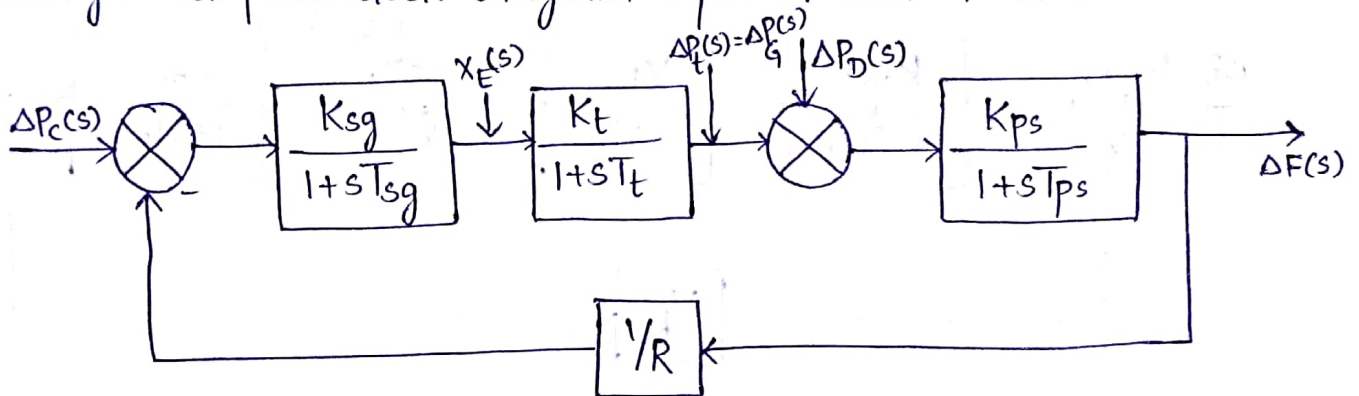 ΔPt(S)=ΔPG(S)
XE(S)
ΔPD(S)
ΔPC(S)
Ksg
1+STsg
Kt
1+STt
Kps
1+STps
ΔF(S)
-
1/R